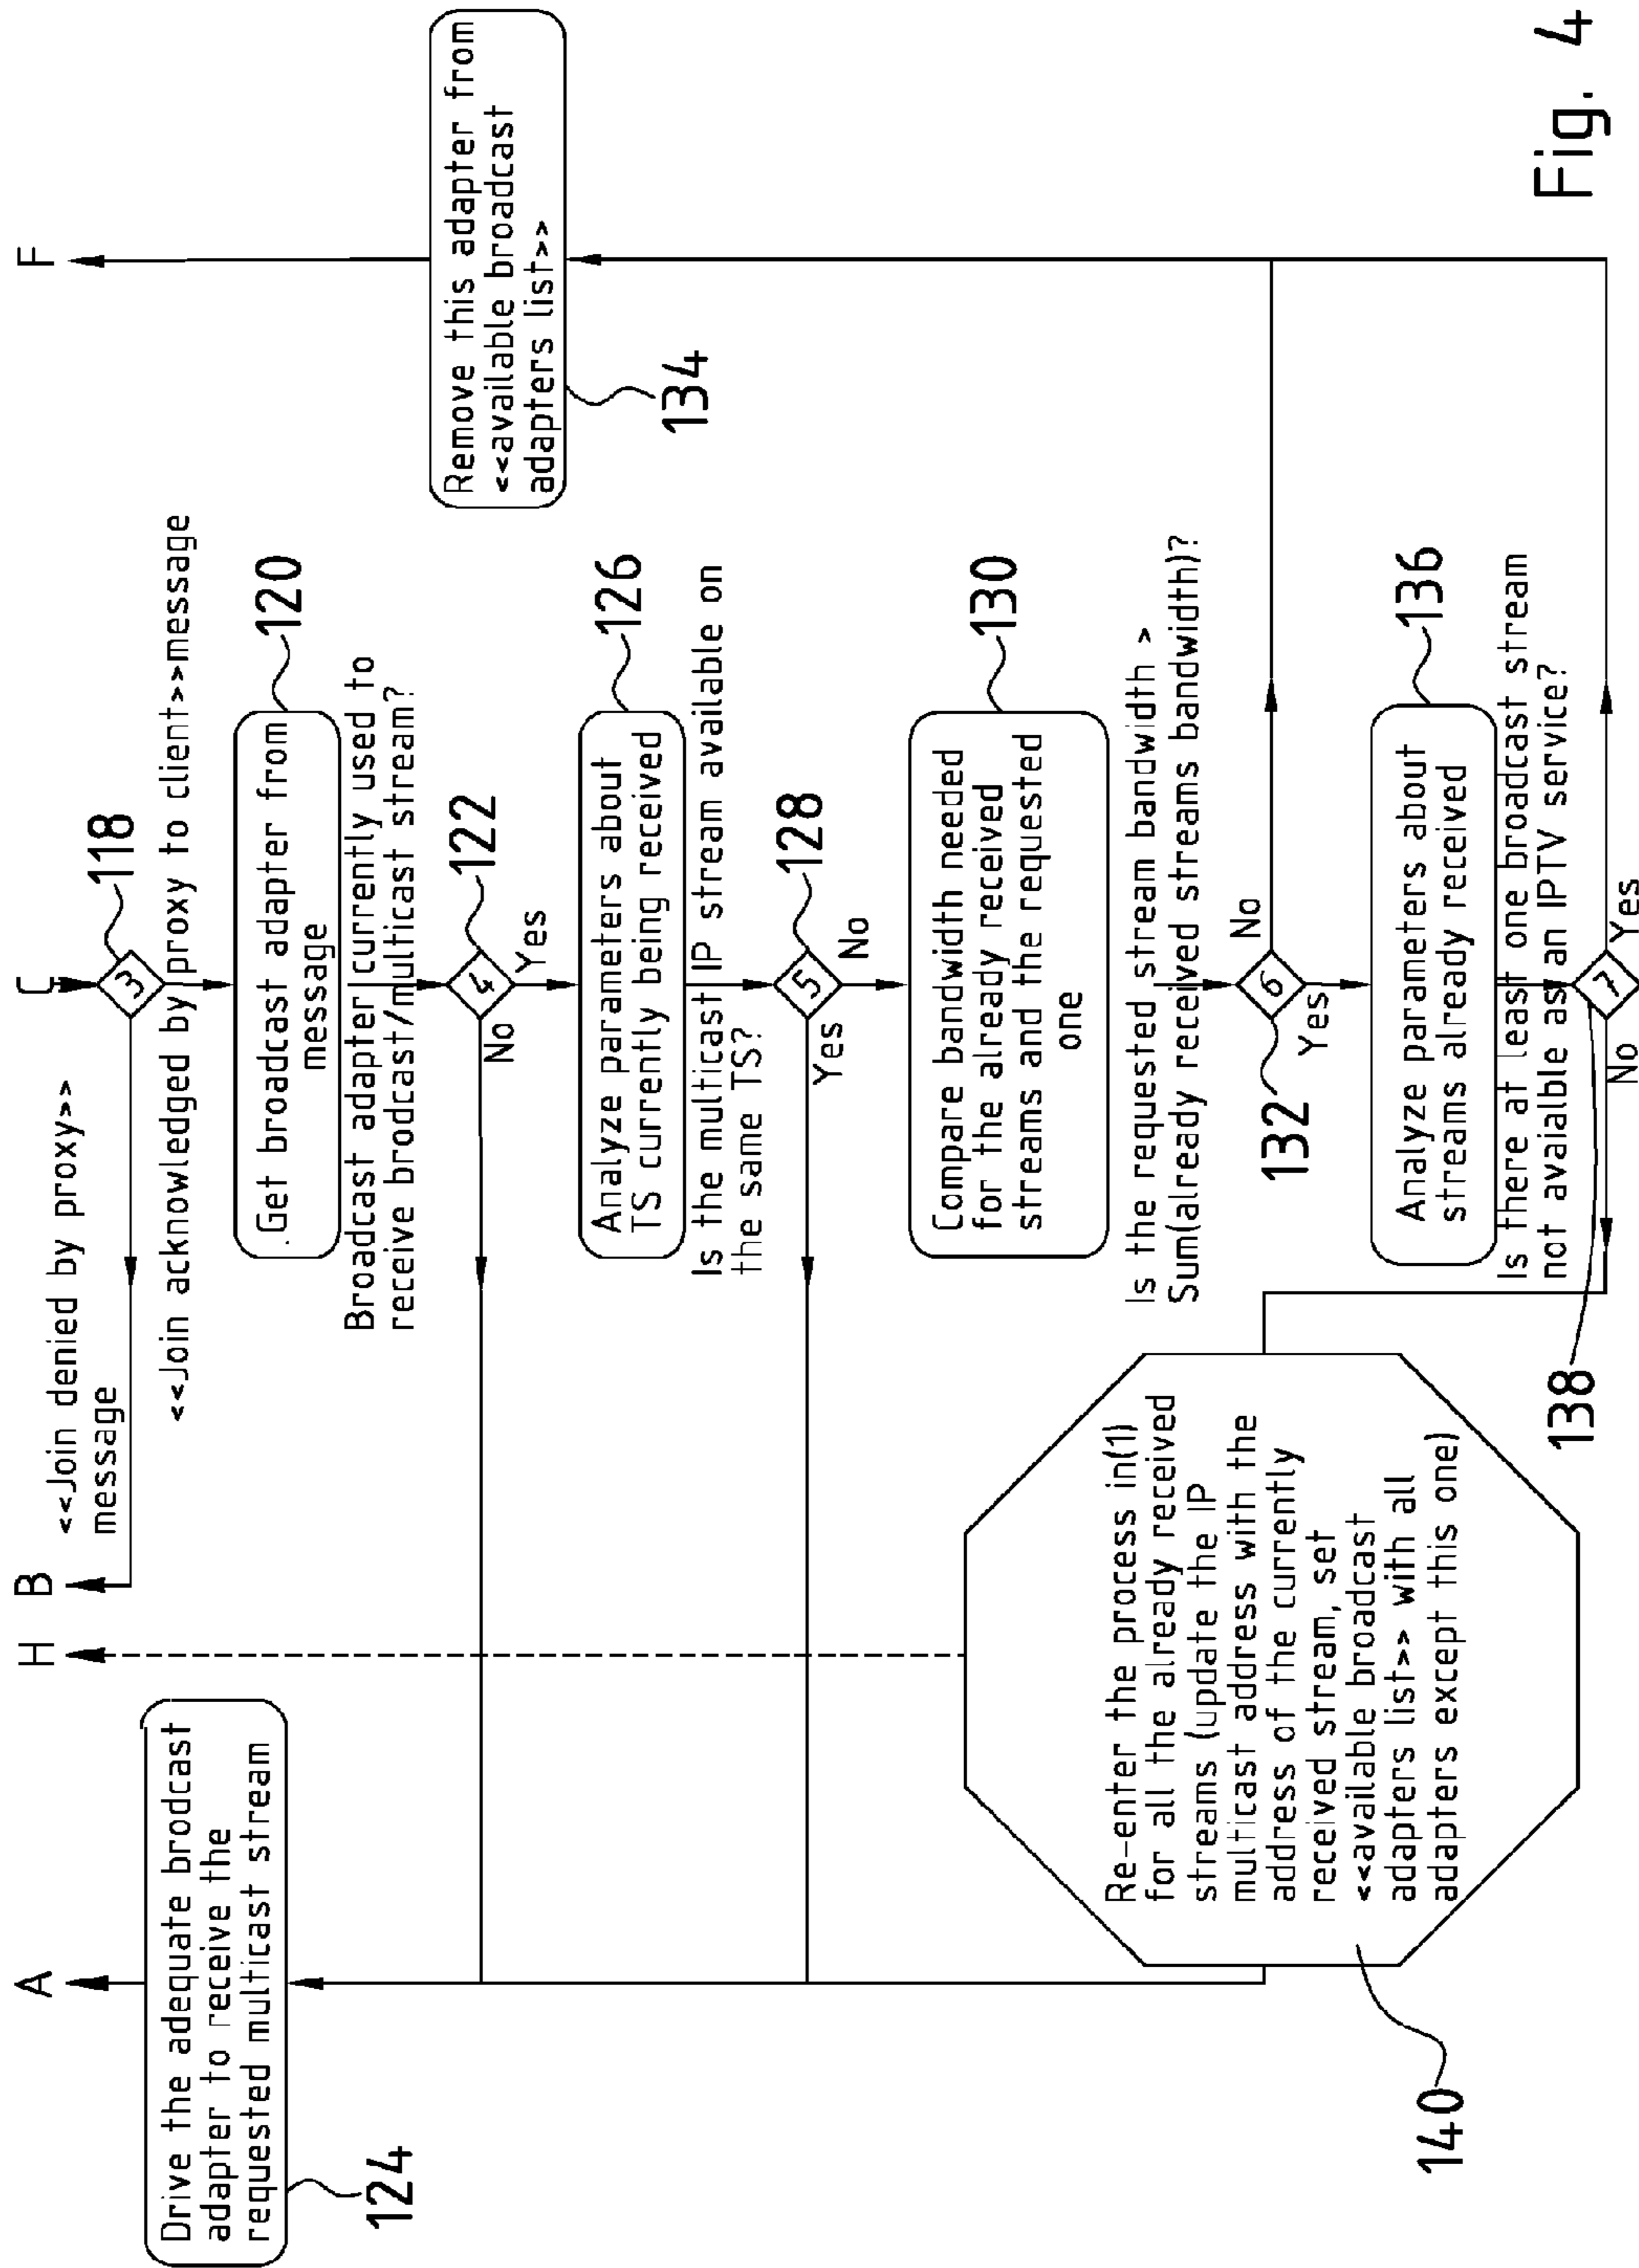 A
H
B
C
F
<<Join denied by proxy>>
message
3
118
<<Join acknowledged by proxy to client>>message
Drive the adequate brodcast
adapter to receive the
requested multicast stream
124
.Get broadcast adapter from
message
120
Broadcast adapter currently used to
receive brodcast/multicast stream?
4
122
No
Yes
Analyze parameters about
TS currently being received
126
Is the multicast IP stream available on
the same TS?
5
128
Yes
No
Remove this adapter from
<<available broadcast
adapters list>>
134
Compare bandwidth needed
for the already received
streams and the requested
one
130
Is the requested stream bandwidth >
Sum(already received streams bandwidth)?
6
132
No
Yes
Analyze parameters about
streams already received
136
Is there at least one broadcast stream
not avaialble as an IPTV service?
7
138
No
Yes
Re-enter the process in(1)
for all the already received
streams (update the IP
multicast address with the
address of the currently
received stream, set
<<available broadcast
adapters list>> with all
adapters except this one)
140
Fig. 4